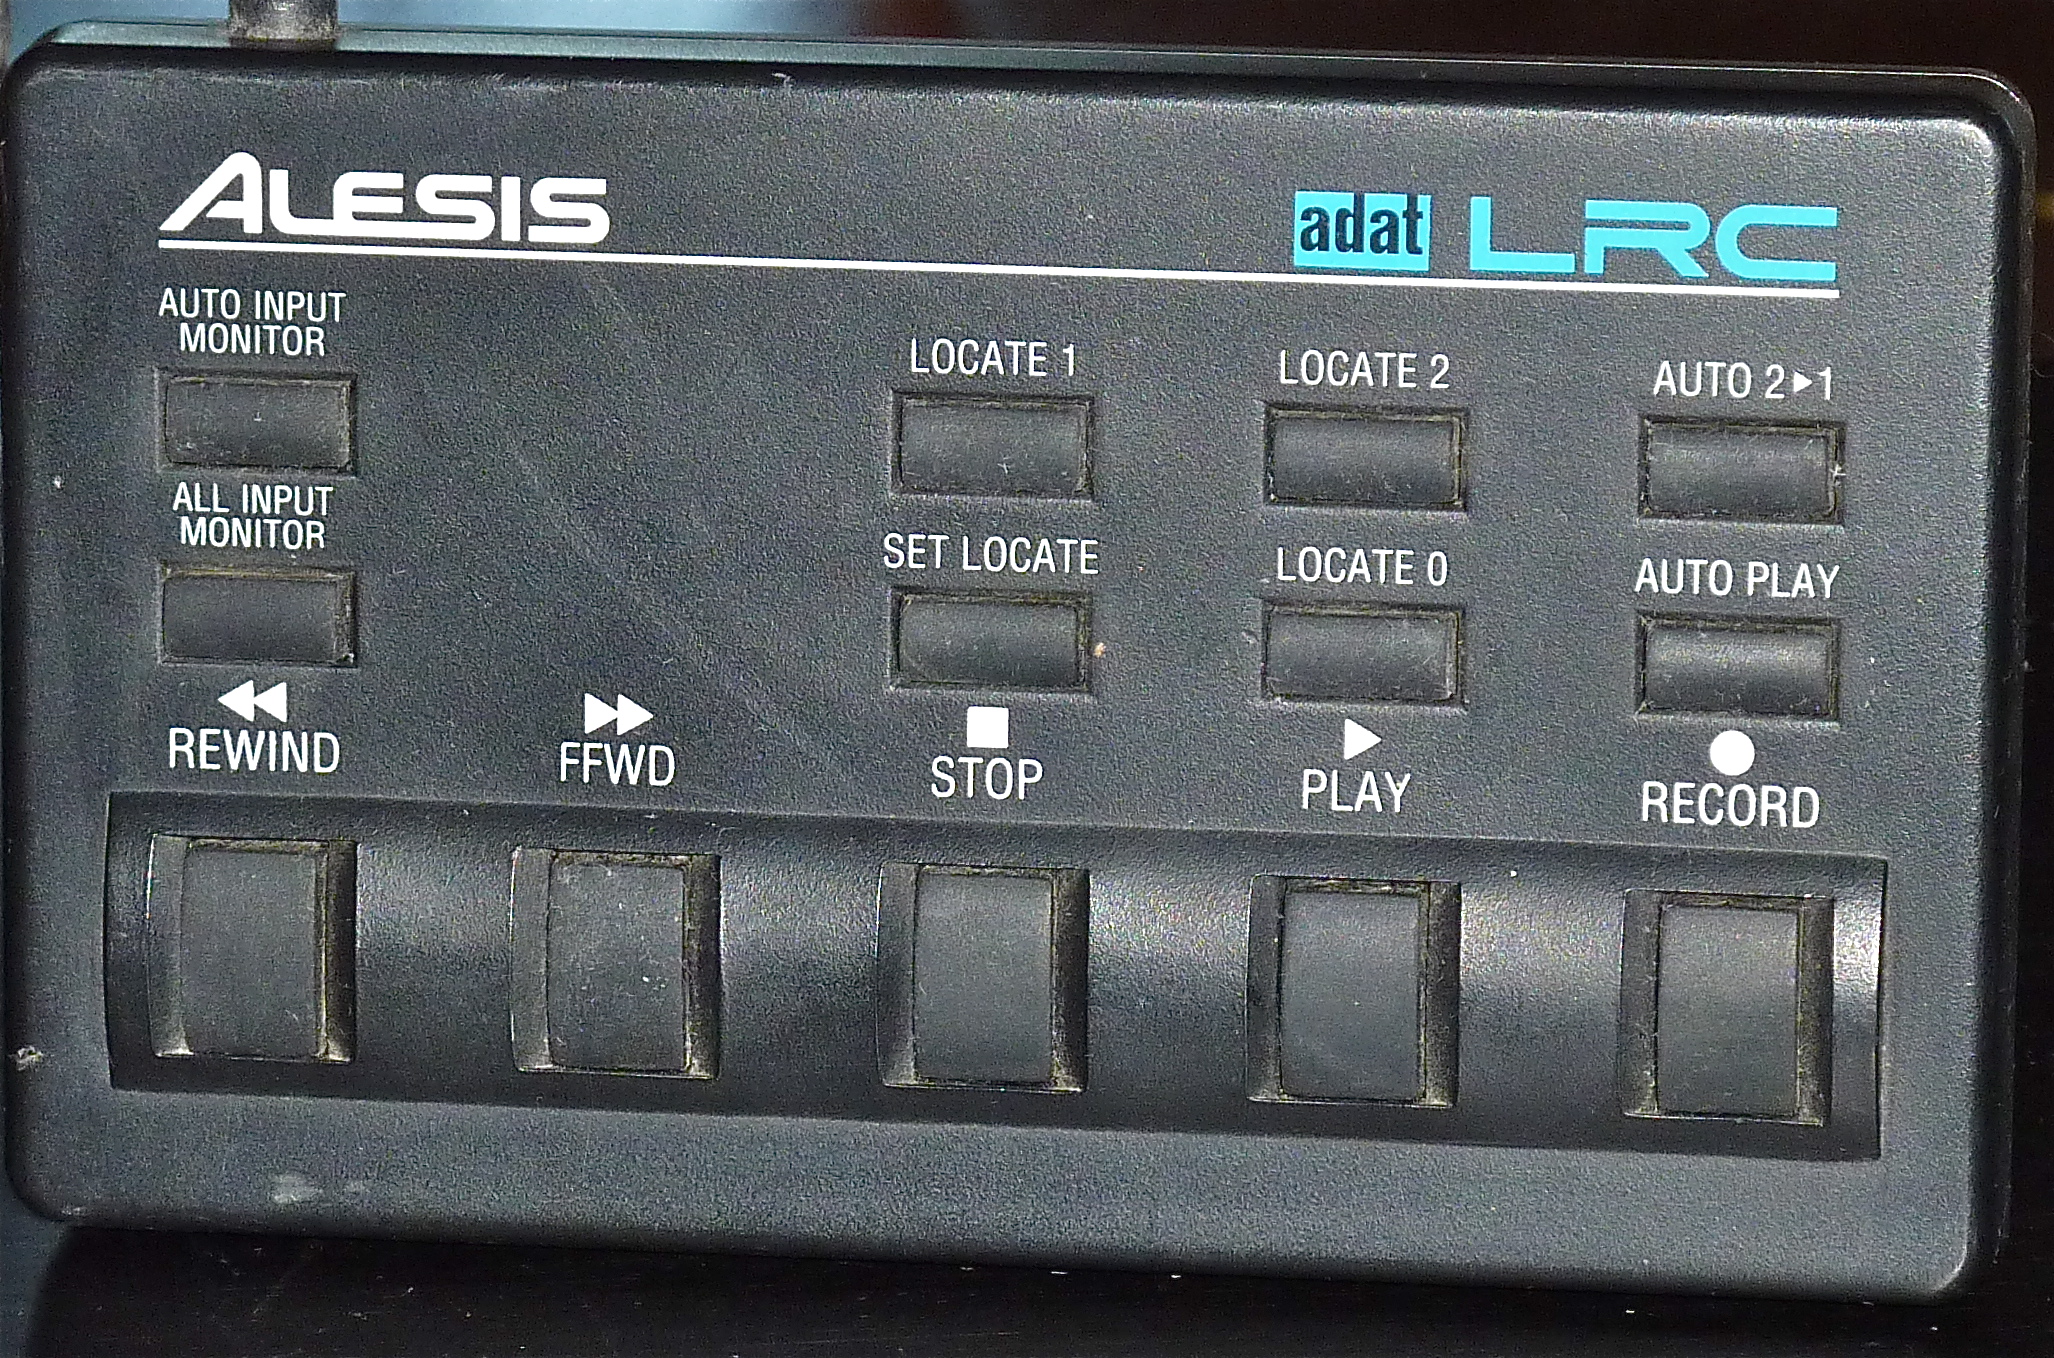 ALESIS
adat LRC
AUTO INPUT
MONITOR
LOCATE 1
LOCATE 2
AUTO 2▶1
ALL INPUT
MONITOR
SET LOCATE
LOCATE 0
AUTO PLAY
REWIND
FFWD
STOP
PLAY
RECORD